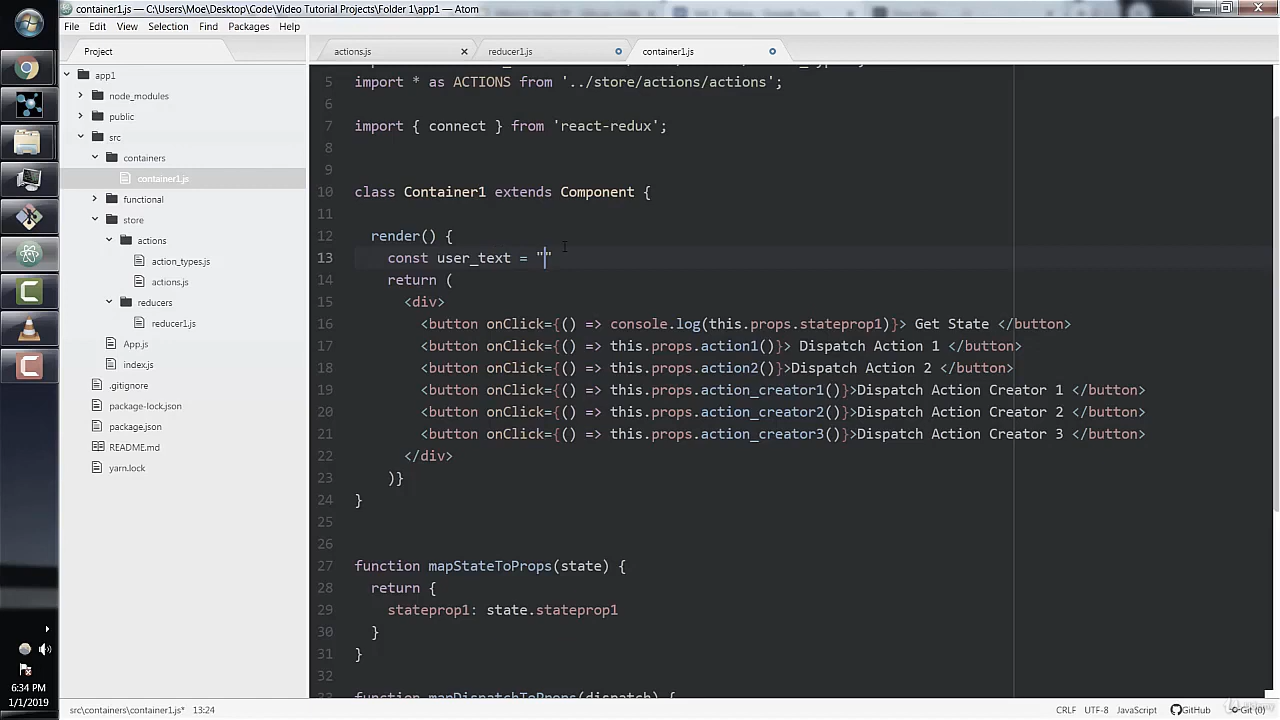 container1.js — C:\Users\Moe\Desktop\Code\Video Tutorial Projects\Folder 1\app1 — Atom
File Edit View Selection Find Packages Help
Project
actions.js
reducer1.js
container1.js
app1
node_modules
public
src
containers
container1.js
functional
store
actions
action_types.js
actions.js
reducers
reducer1.js
App.js
index.js
.gitignore
package-lock.json
package.json
README.md
yarn.lock
5 import * as ACTIONS from '../store/actions/actions';
6
7 import { connect } from 'react-redux';
8
9
10 class Container1 extends Component {
11
12 render() {
13 const user_text = ""
14 return (
15 <div>
16 <button onClick={() => console.log(this.props.stateprop1)}> Get State </button>
17 <button onClick={() => this.props.action1()}> Dispatch Action 1 </button>
18 <button onClick={() => this.props.action2()}>Dispatch Action 2 </button>
19 <button onClick={() => this.props.action_creator1()}>Dispatch Action Creator 1 </button>
20 <button onClick={() => this.props.action_creator2()}>Dispatch Action Creator 2 </button>
21 <button onClick={() => this.props.action_creator3()}>Dispatch Action Creator 3 </button>
22 </div>
23 )}
24 }
25
26
27 function mapStateToProps(state) {
28 return {
29 stateprop1: state.stateprop1
30 }
31 }
32
33 function mapDispatchToProps(dispatch) {
6:34 PM
1/1/2019
src\containers\container1.js* 13:24
CRLF UTF-8 JavaScript GitHub Git (0)